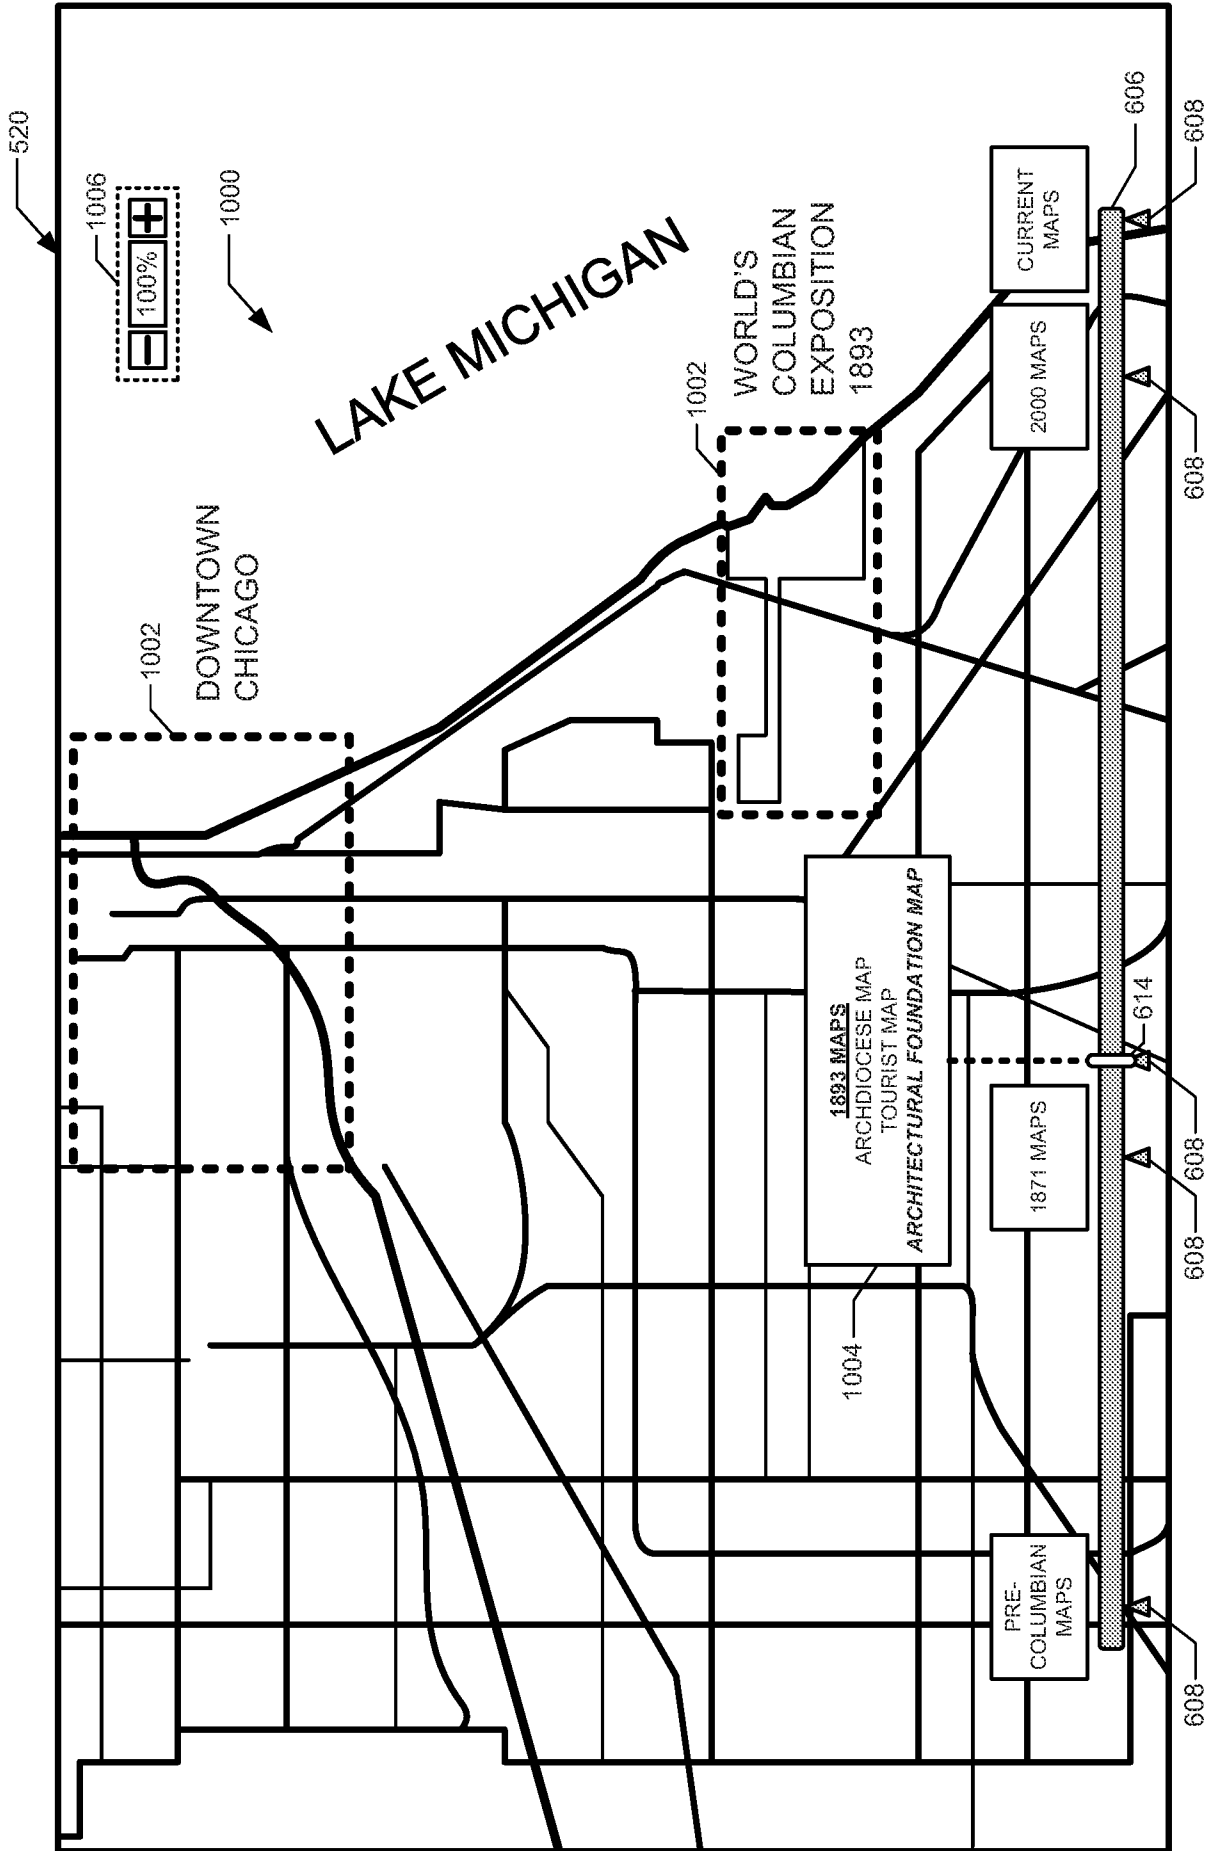 520
1006
− 100% +
1000
LAKE MICHIGAN
1002
DOWNTOWN
CHICAGO
1002
WORLD'S
COLUMBIAN
EXPOSITION
1893
1004
1893 MAPS
ARCHDIOCESE MAP
TOURIST MAP
ARCHITECTURAL FOUNDATION MAP
PRE-
COLUMBIAN
MAPS
1871 MAPS
2000 MAPS
CURRENT
MAPS
606
614
608
608
608
608
608